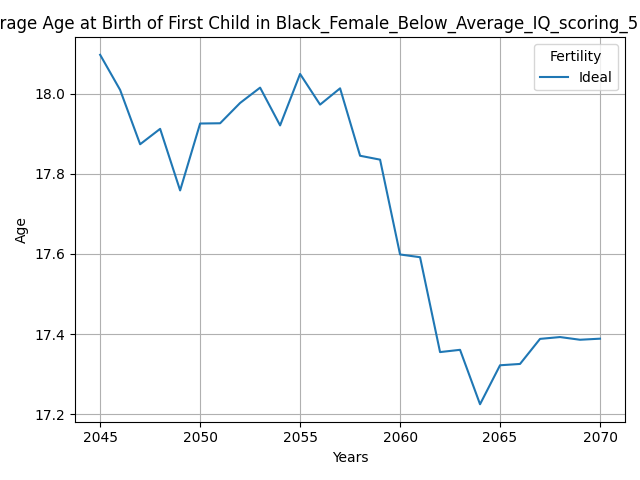 rage Age at Birth of First Child in Black_Female_Below_Average_IQ_scoring_5
Fertility
Ideal
18.0
17.8
17.6
17.4
17.2
Age
2045 2050 2055 2060 2065 2070
Years